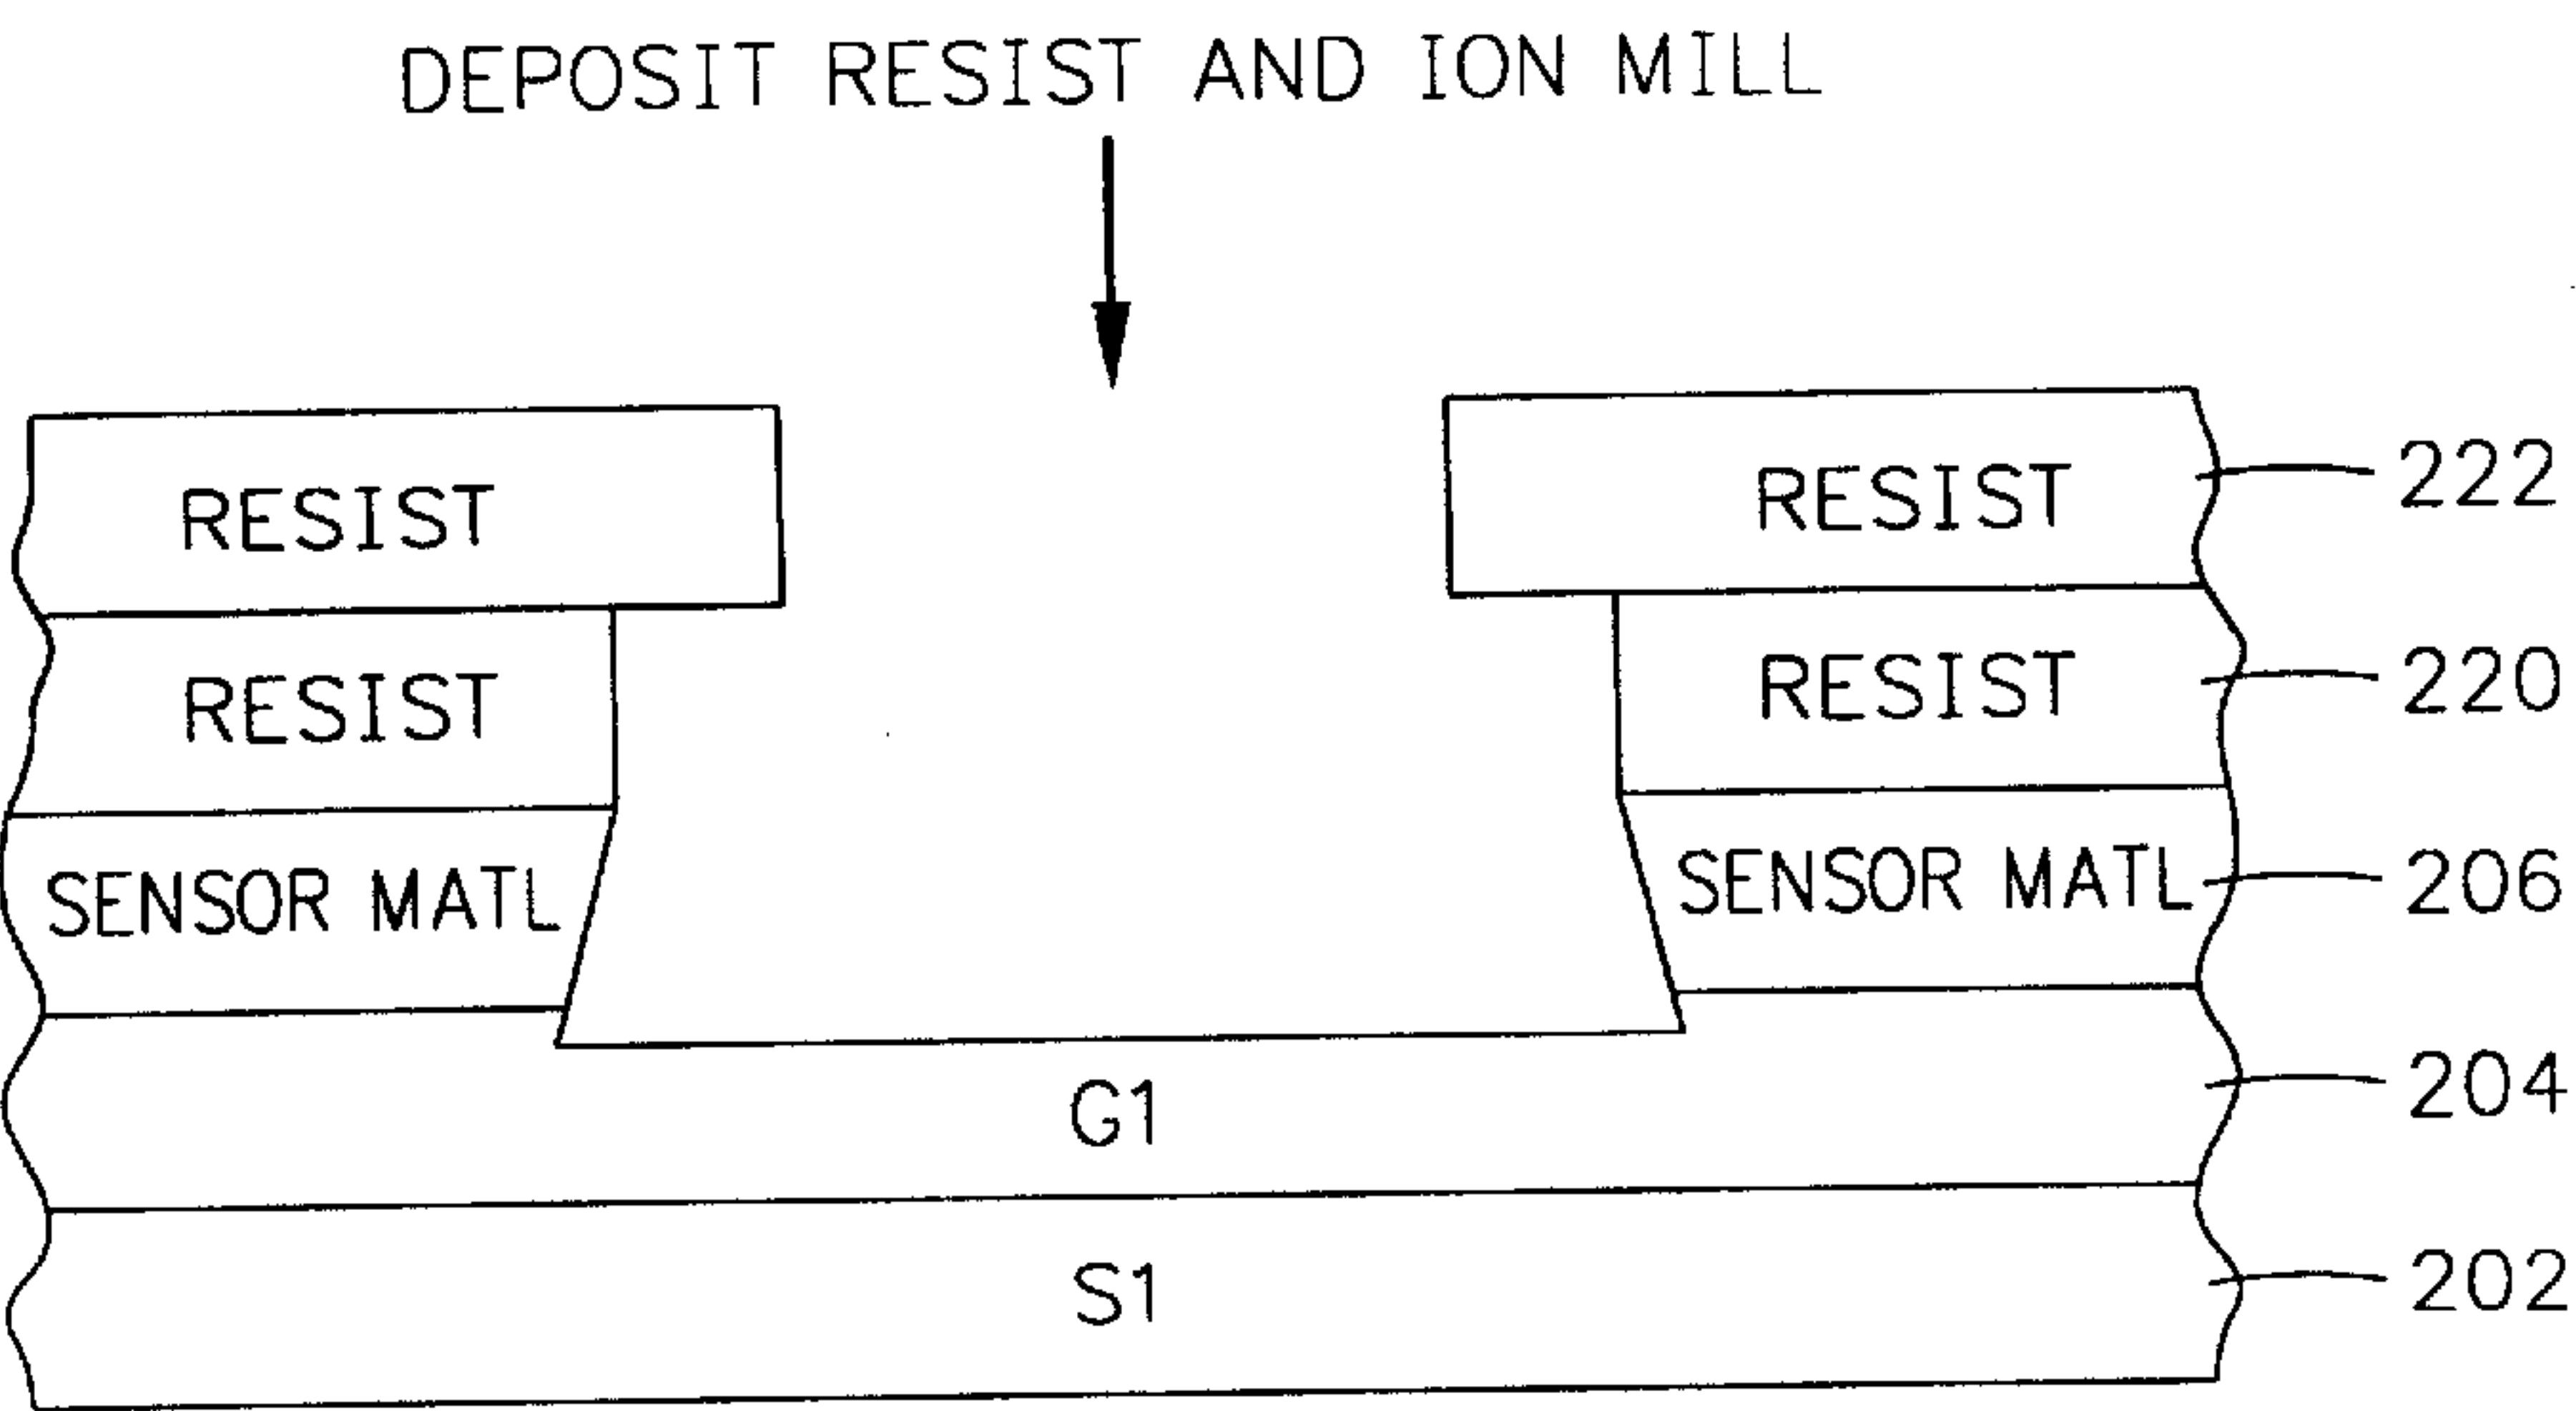 DEPOSIT RESIST AND ION MILL
RESIST RESIST 222
RESIST RESIST 220
SENSOR MATL SENSOR MATL 206
G1 204
S1 202